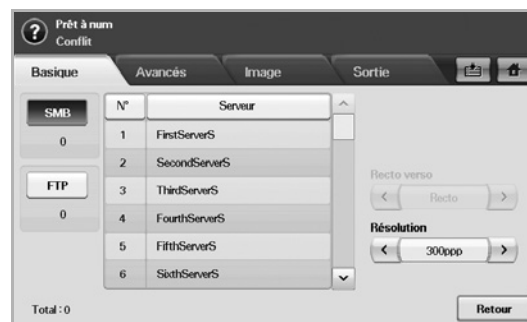 Prêt à num
Conflit
Basique Avancés Image Sortie
SMB
0
FTP
0
N° Serveur
1 FirstServerS
2 SecondServerS
3 ThirdServerS
4 FourthServerS
5 FifthServerS
6 SixthServerS
Recto verso
Recto
Résolution
300ppp
Total : 0
Retour